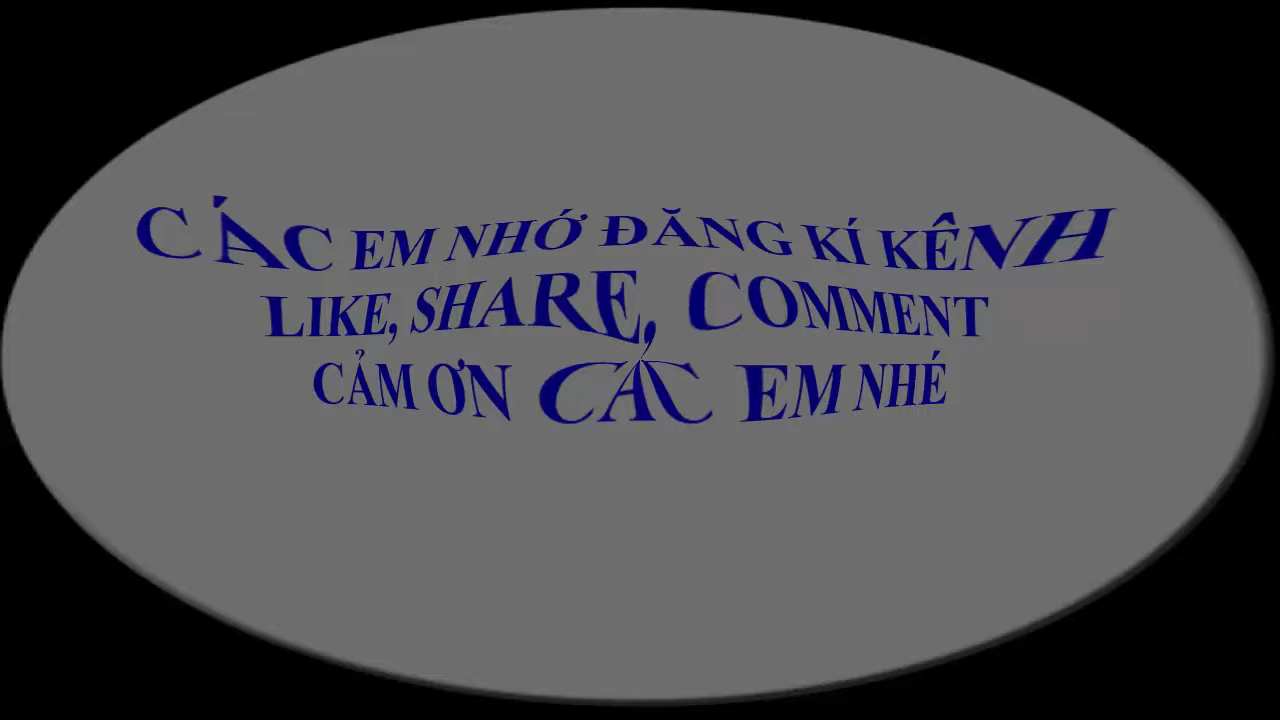 CÁC EM NHỚ ĐĂNG KÍ KÊNH
LIKE, SHARE, COMMENT
CẢM ƠN CÁC EM NHÉ